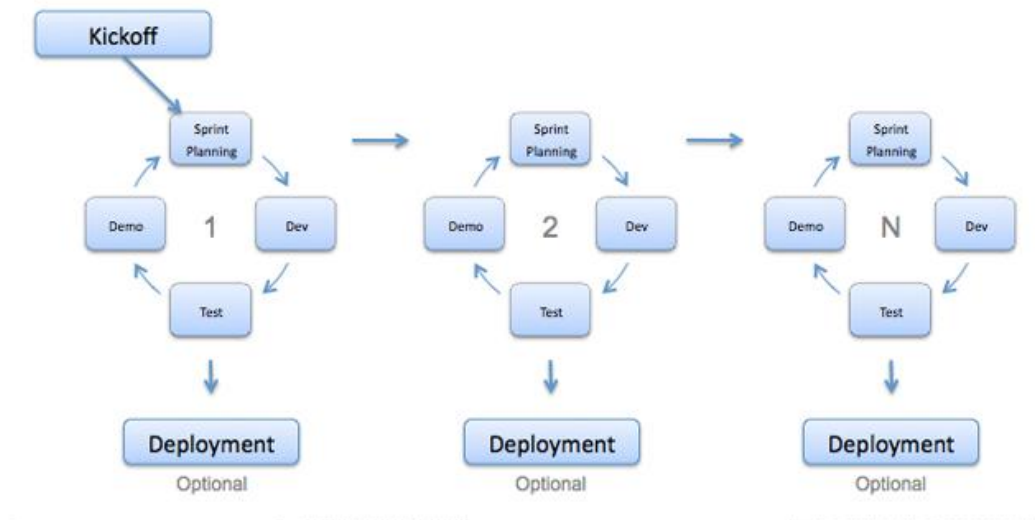 Kickoff
Sprint
Planning
Sprint
Planning
Sprint
Planning
Demo
1
Dev
Demo
2
Dev
Demo
N
Dev
Test
Test
Test
Deployment
Deployment
Deployment
Optional
Optional
Optional